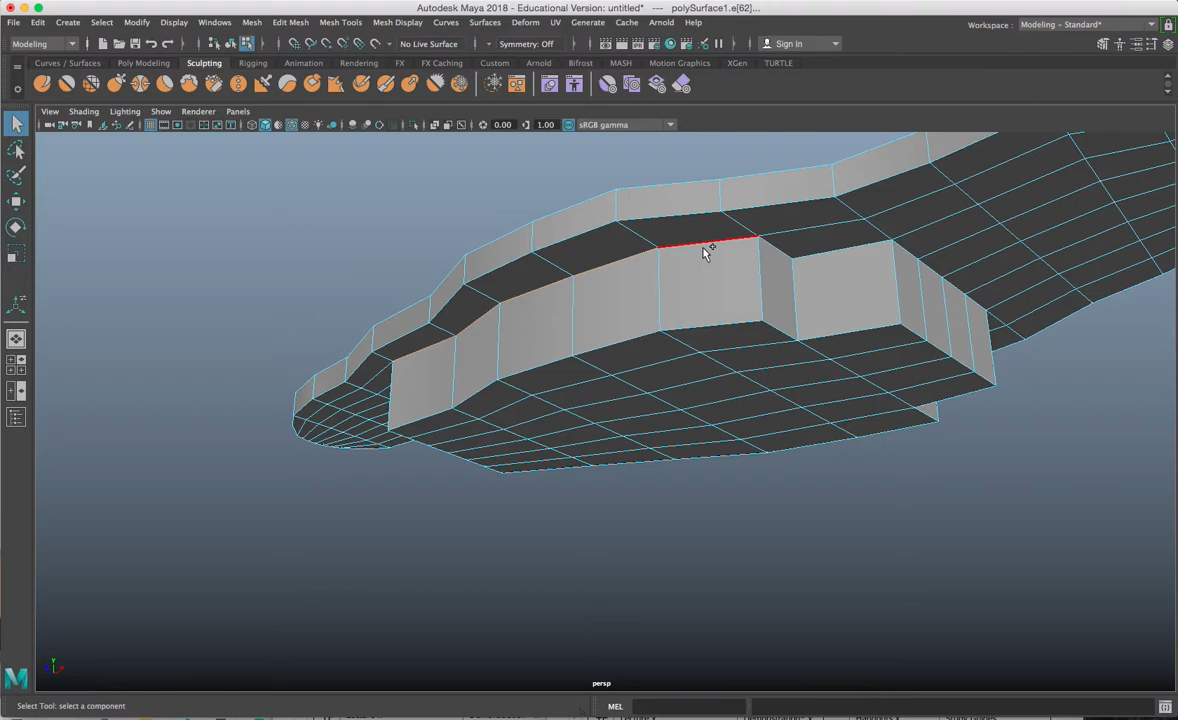 Autodesk Maya 2018 - Educational Version: untitled*   ---   polySurface1.e[62]...
File Edit Create Select Modify Display Windows Mesh Edit Mesh Mesh Tools Mesh Display Curves Surfaces Deform UV Generate Cache Arnold Help
Workspace : Modeling - Standard*
Modeling No Live Surface Symmetry: Off Sign In
Curves / Surfaces Poly Modeling Sculpting Rigging Animation Rendering FX FX Caching Custom Arnold Bifrost MASH Motion Graphics XGen TURTLE
View Shading Lighting Show Renderer Panels
0.00 1.00 sRGB gamma
y
persp
Select Tool: select a component MEL